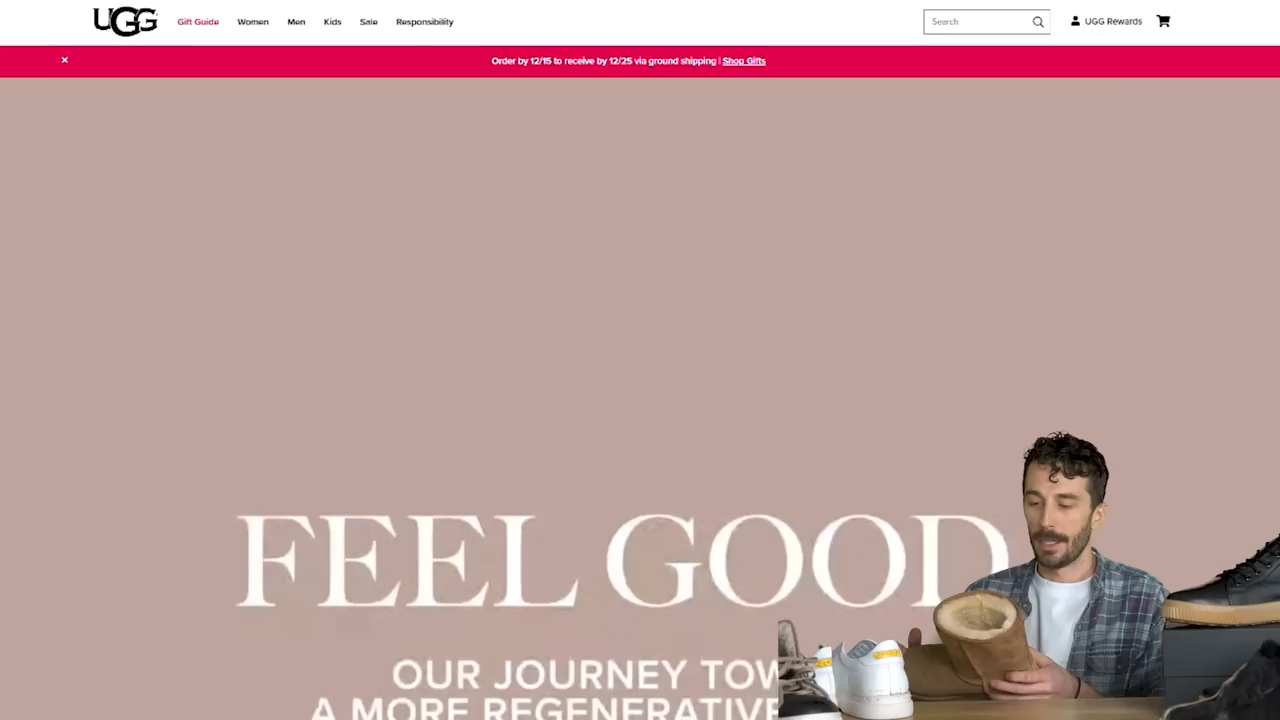 UGG
Gift Guide Women Men Kids Sale Responsibility
Search
UGG Rewards
× Order by 12/15 to receive by 12/25 via ground shipping | Shop Gifts
FEEL GOOD
OUR JOURNEY TOW
A MORE REGENERATIVE